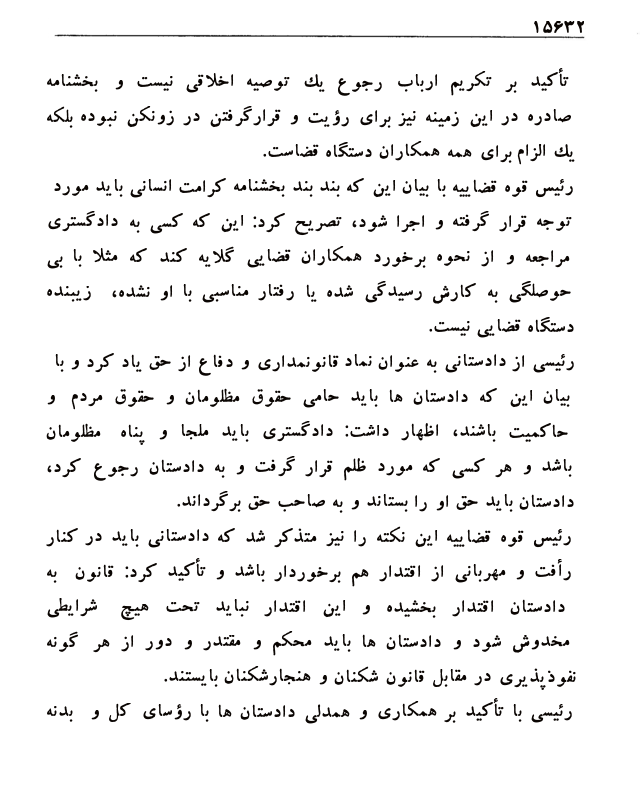 ۱۵۶۳۲
تأکید بر تکریم ارباب رجوع یك توصیه اخلاقی نیست و بخشنامه
صادره در این زمینه نیز برای رؤیت و قرارگرفتن در زونکن نبوده بلکه
یك الزام برای همه همکاران دستگاه قضاست.
رئیس قوه قضاییه با بیان این که بند بند بخشنامه کرامت انسانی باید مورد
توجه قرار گرفته و اجرا شود، تصریح کرد: این که کسی به دادگستری
مراجعه و از نحوه برخورد همکاران قضایی گلایه کند که مثلا با بی
حوصلگی به کارش رسیدگی شده یا رفتار مناسبی با او نشده، زیبنده
دستگاه قضایی نیست.
رئیسی از دادستانی به عنوان نماد قانونمداری و دفاع از حق یاد کرد و با
بیان این که دادستان ها باید حامی حقوق مظلومان و حقوق مردم و
حاکمیت باشند، اظهار داشت: دادگستری باید ملجا و پناه مظلومان
باشد و هر کسی که مورد ظلم قرار گرفت و به دادستان رجوع کرد،
دادستان باید حق او را بستاند و به صاحب حق برگرداند.
رئیس قوه قضاییه این نکته را نیز متذکر شد که دادستانی باید در کنار
رأفت و مهربانی از اقتدار هم برخوردار باشد و تأکید کرد: قانون به
دادستان اقتدار بخشیده و این اقتدار نباید تحت هیچ شرایطی
مخدوش شود و دادستان ها باید محکم و مقتدر و دور از هر گونه
نفوذپذیری در مقابل قانون شکنان و هنجارشکنان بایستند.
رئیسی با تأکید بر همکاری و همدلی دادستان ها با رؤسای کل و بدنه